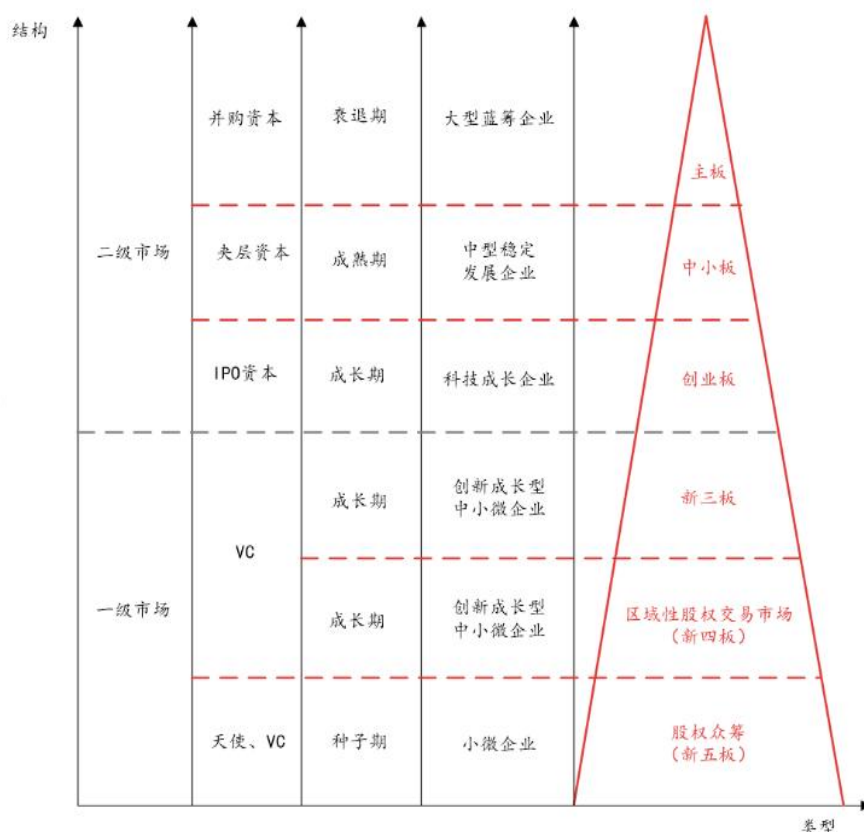 结构
并购资本
衰退期
大型蓝筹企业
主板
二级市场
夹层资本
成熟期
中型稳定
发展企业
中小板
IPO资本
成长期
科技成长企业
创业板
VC
成长期
创新成长型
中小微企业
新三板
一级市场
成长期
创新成长型
中小微企业
区域性股权交易市场
(新四板)
天使、VC
种子期
小微企业
股权众筹
(新五板)
类型